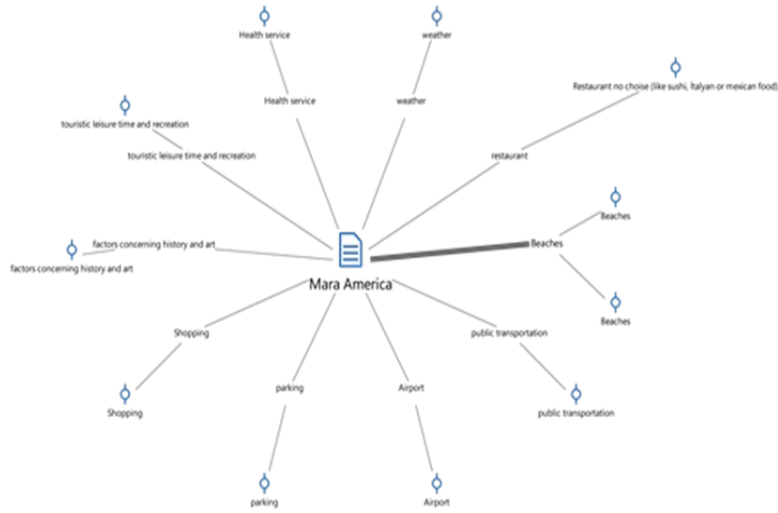 Health service
weather
Restaurant no choise (like sushi, İtalyan or mexican food)
Health service
weather
touristic leisure time and recreation
touristic leisure time and recreation
restaurant
Beaches
factors concerning history and art
Beaches
factors concerning history and art
Mara America
Beaches
Shopping
public transportation
parking
Airport
Shopping
public transportation
parking
Airport